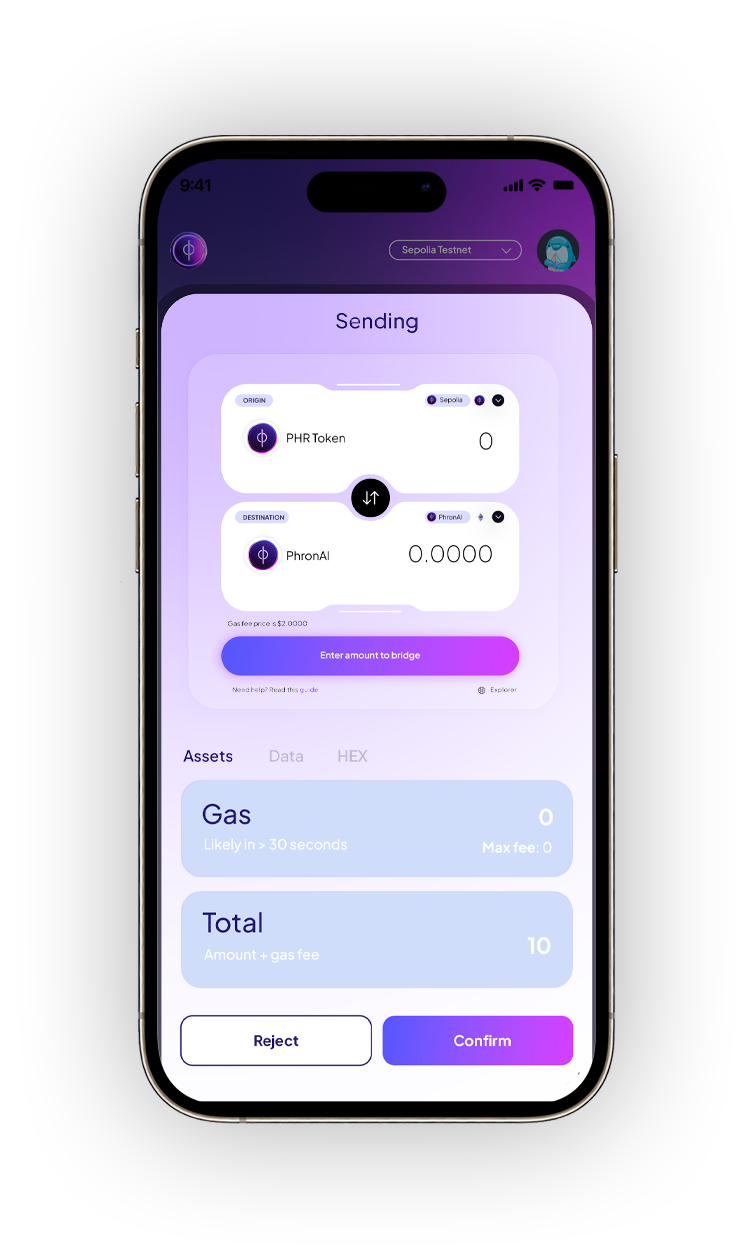 9:41
Sepolia Testnet
Sending
ORIGIN Sepolia
PHR Token 0
DESTINATION PhronAI
PhronAI 0.0000
Gas fee price is $2.0000
Enter amount to bridge
Need help? Read this guide Explorer
Assets Data HEX
Gas 0
Likely in > 30 seconds Max fee: 0
Total
Amount + gas fee 10
Reject Confirm